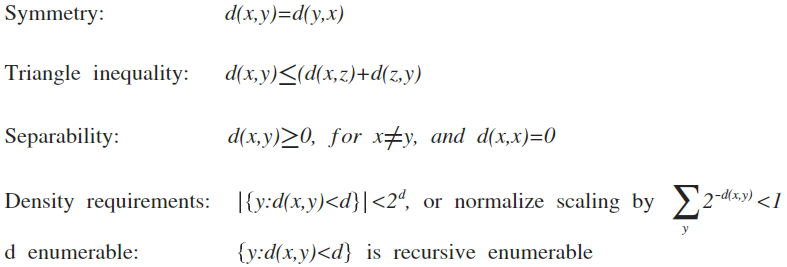 Symmetry: d(x,y)=d(y,x)
Triangle inequality: d(x,y)≤(d(x,z)+d(z,y)
Separability: d(x,y)≥0, for x≠y, and d(x,x)=0
Density requirements: |{y:d(x,y)<d}|<2ᵈ, or normalize scaling by ∑_y 2^{-d(x,y)} <1
d enumerable: {y:d(x,y)<d} is recursive enumerable